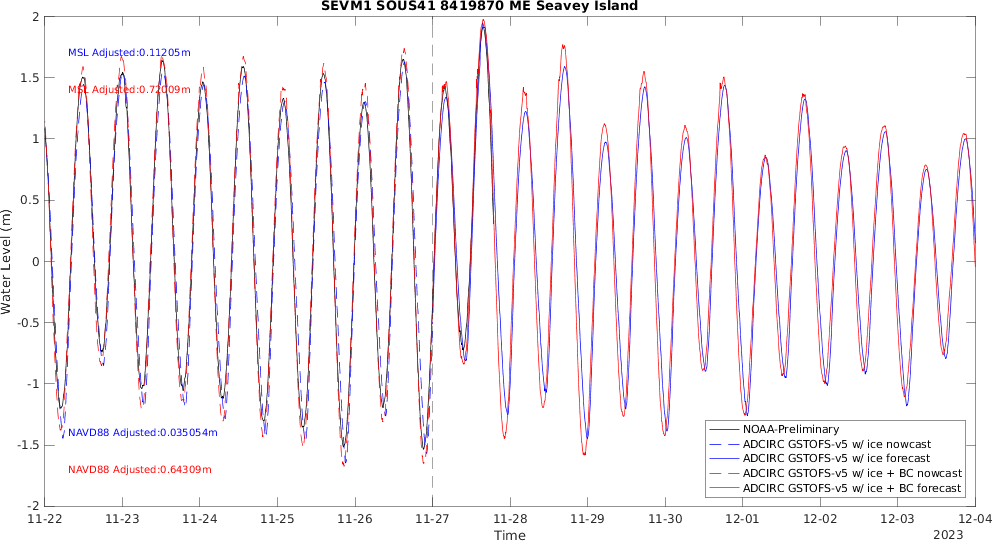 SEVM1 SOUS41 8419870 ME Seavey Island
2
1.5
1
0.5
0
-0.5
-1
-1.5
-2
Water Level (m)
MSL Adjusted:0.11205m
MSL Adjusted:0.72009m
NAVD88 Adjusted:0.035054m
NAVD88 Adjusted:0.64309m
NOAA-Preliminary
ADCIRC GSTOFS-v5 w/ ice nowcast
ADCIRC GSTOFS-v5 w/ ice forecast
ADCIRC GSTOFS-v5 w/ ice + BC nowcast
ADCIRC GSTOFS-v5 w/ ice + BC forecast
11-22 11-23 11-24 11-25 11-26 11-27 11-28 11-29 11-30 12-01 12-02 12-03 12-04
Time
2023